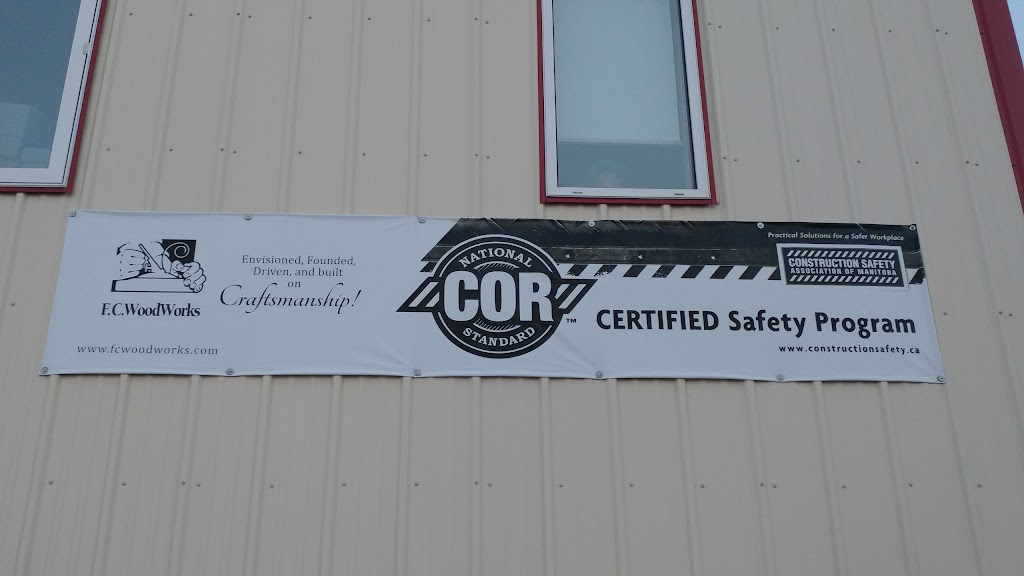 F.C.WoodWorks
www.fcwoodworks.com
Envisioned, Founded,
Driven, and built
on
Craftsmanship!
NATIONAL
COR
STANDARD
™
Practical Solutions for a Safer Workplace
CONSTRUCTION SAFETY
ASSOCIATION OF MANITOBA
CERTIFIED Safety Program
www.constructionsafety.ca